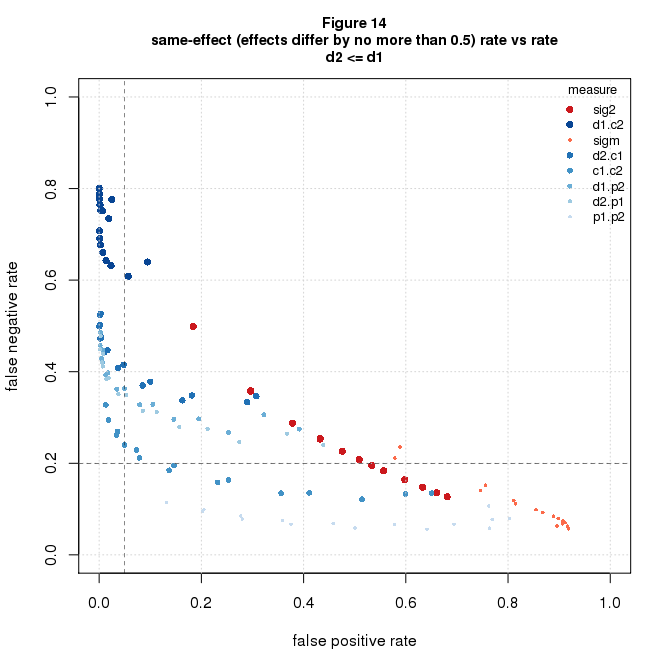 Figure 14
same-effect (effects differ by no more than 0.5) rate vs rate
d2 <= d1
measure
sig2
d1.c2
sigm
d2.c1
c1.c2
d1.p2
d2.p1
p1.p2
1.0
0.8
0.6
0.4
0.2
0.0
false negative rate
0.0 0.2 0.4 0.6 0.8 1.0
false positive rate